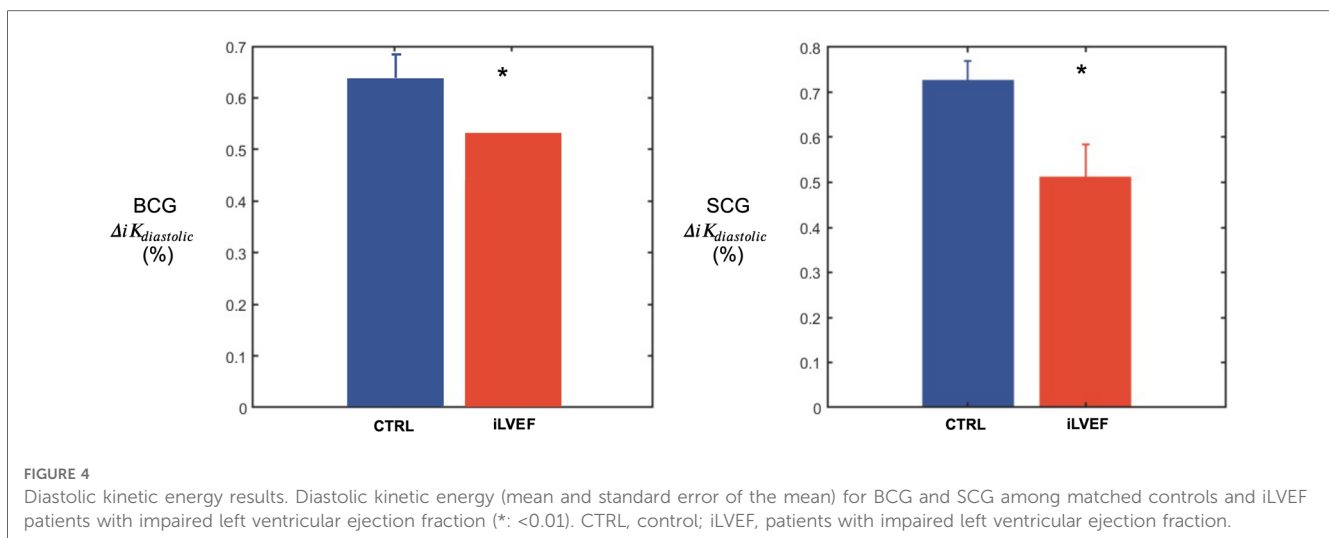 0.7
0.6
0.5
0.4
0.3
0.2
0.1
0
BCG
ΔiK_diastolic
(%)
*
CTRL
iLVEF
0.8
0.7
0.6
0.5
0.4
0.3
0.2
0.1
0
SCG
ΔiK_diastolic
(%)
*
CTRL
iLVEF
FIGURE 4
Diastolic kinetic energy results. Diastolic kinetic energy (mean and standard error of the mean) for BCG and SCG among matched controls and iLVEF
patients with impaired left ventricular ejection fraction (*: <0.01). CTRL, control; iLVEF, patients with impaired left ventricular ejection fraction.